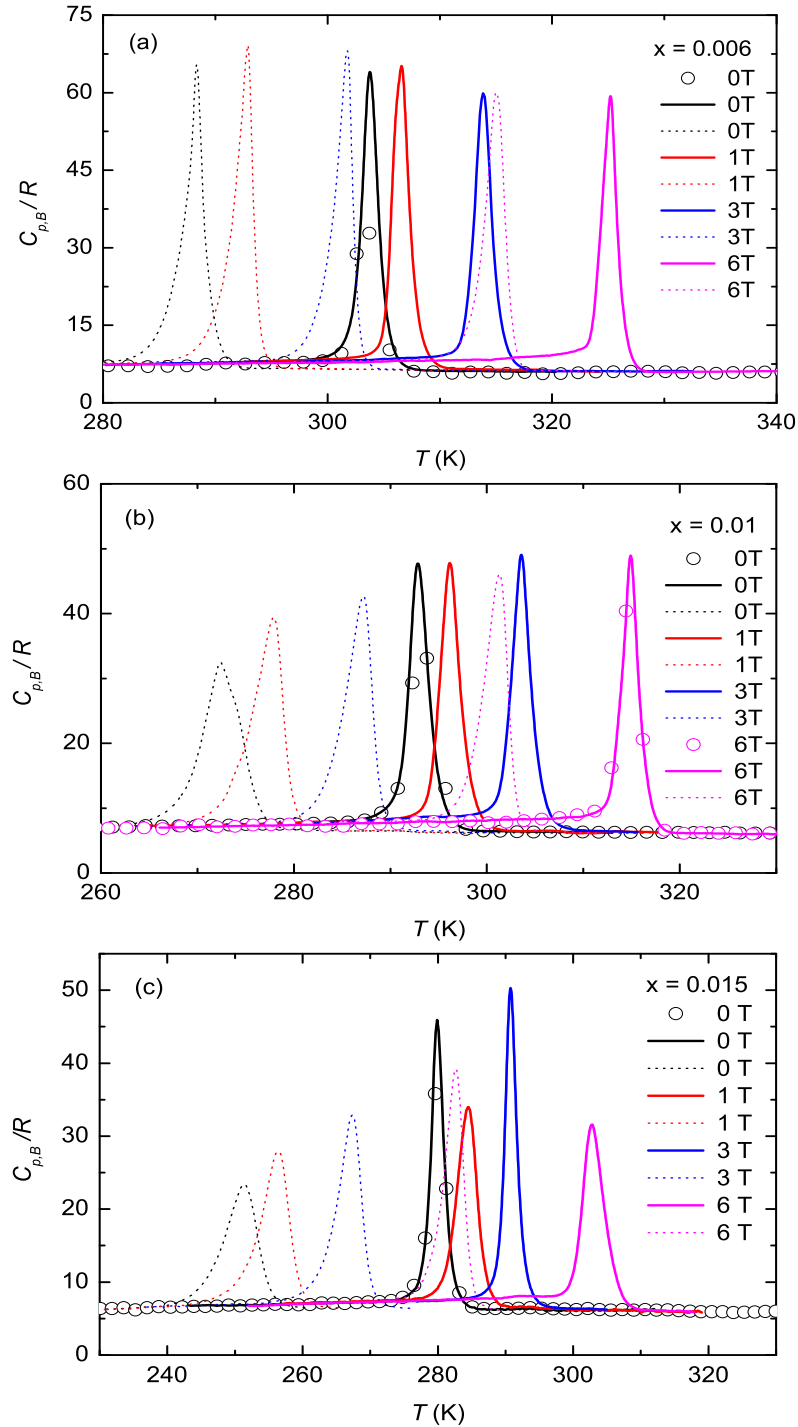 (a)
x = 0.006
0T
0T
0T
1T
1T
3T
3T
6T
6T
75
60
45
30
15
0
C_{p,B} / R
280 300 320 340
T (K)
(b)
x = 0.01
0T
0T
0T
1T
1T
3T
3T
6T
6T
6T
60
40
20
0
C_{p,B} / R
260 280 300 320
T (K)
(c)
x = 0.015
0 T
0 T
0 T
1 T
1 T
3 T
3 T
6 T
6 T
50
40
30
20
10
0
C_{p,B} /R
240 260 280 300 320
T (K)